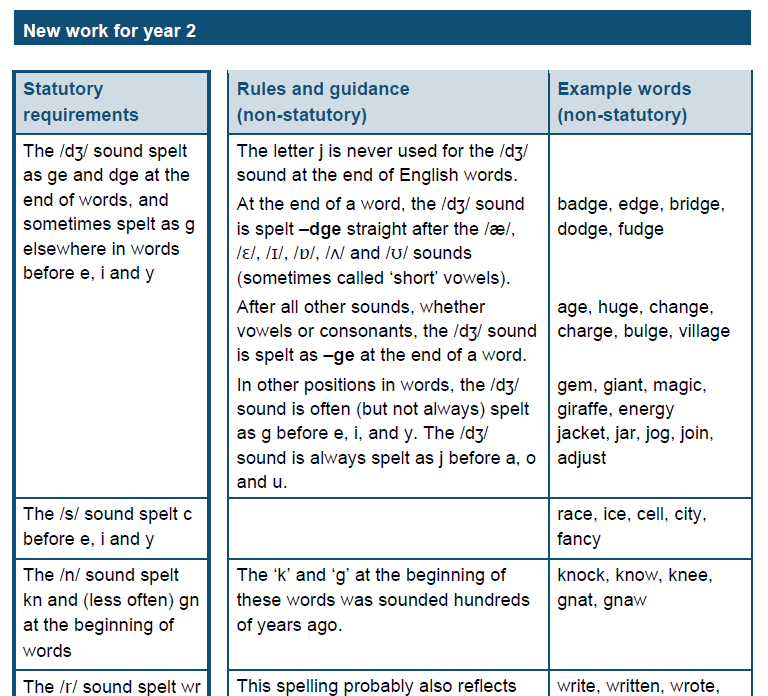 New work for year 2
Statutory
requirements
Rules and guidance
(non-statutory)
Example words
(non-statutory)
The /dʒ/ sound spelt
as ge and dge at the
end of words, and
sometimes spelt as g
elsewhere in words
before e, i and y
The letter j is never used for the /dʒ/
sound at the end of English words.
At the end of a word, the /dʒ/ sound
is spelt –dge straight after the /æ/,
/ɛ/, /ɪ/, /ɒ/, /ʌ/ and /ʊ/ sounds
(sometimes called ‘short’ vowels).
badge, edge, bridge,
dodge, fudge
After all other sounds, whether
vowels or consonants, the /dʒ/ sound
is spelt as –ge at the end of a word.
age, huge, change,
charge, bulge, village
In other positions in words, the /dʒ/
sound is often (but not always) spelt
as g before e, i, and y. The /dʒ/
sound is always spelt as j before a, o
and u.
gem, giant, magic,
giraffe, energy
jacket, jar, jog, join,
adjust
The /s/ sound spelt c
before e, i and y
race, ice, cell, city,
fancy
The /n/ sound spelt
kn and (less often) gn
at the beginning of
words
The ‘k’ and ‘g’ at the beginning of
these words was sounded hundreds
of years ago.
knock, know, knee,
gnat, gnaw
The /r/ sound spelt wr
This spelling probably also reflects
write, written, wrote,